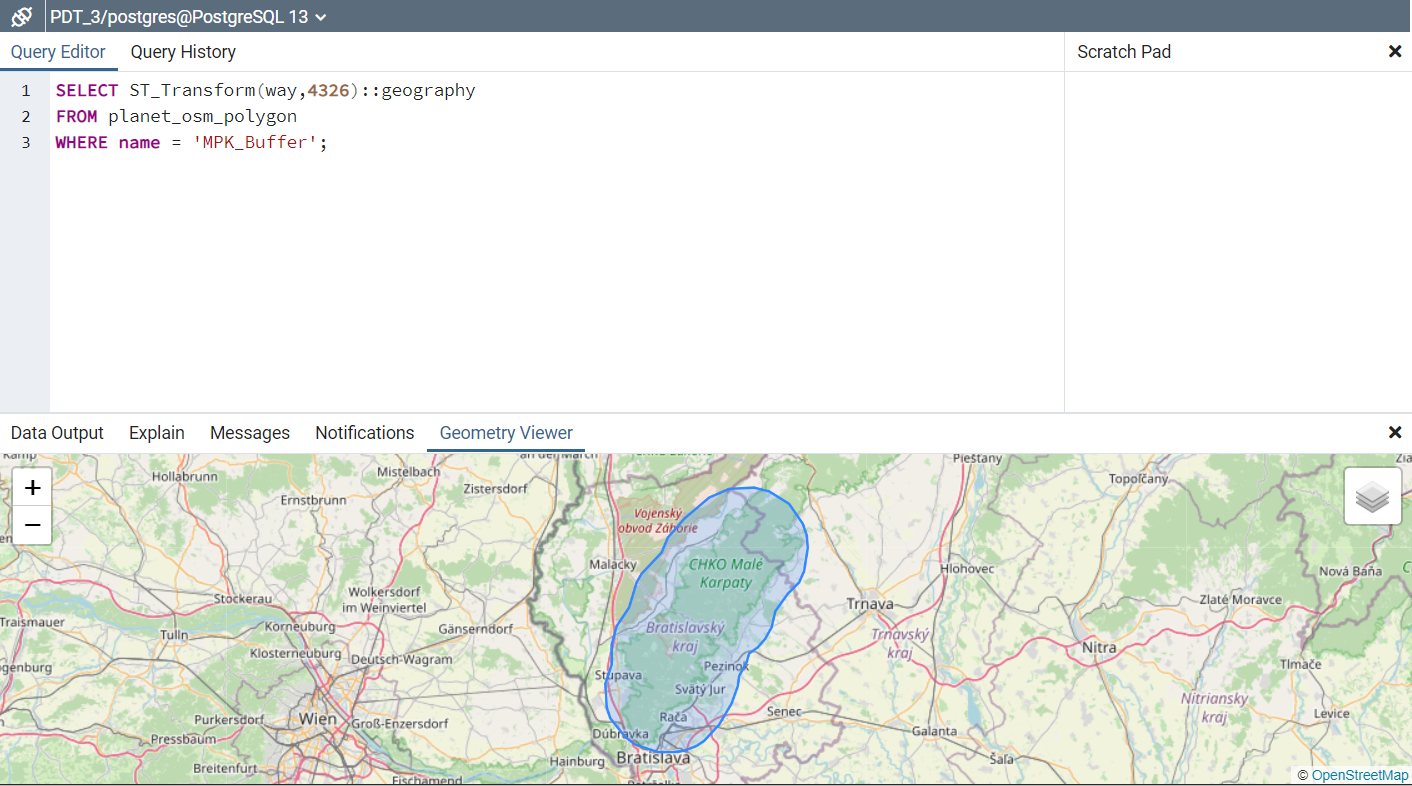 PDT_3/postgres@PostgreSQL 13
Query Editor Query History
Scratch Pad
1 SELECT ST_Transform(way,4326)::geography
2 FROM planet_osm_polygon
3 WHERE name = 'MPK_Buffer';
Data Output Explain Messages Notifications Geometry Viewer
+
−
Hollabrunn
Mistelbach
Ernstbrunn
Zistersdorf
an der March
Piešťany
Topoľčany
Vojenský
obvod Záhorie
Malacky
CHKO Malé
Karpaty
Hlohovec
Nová Baňa
Stockerau
Wolkersdorf
im Weinviertel
Trnava
Zlaté Moravce
Traismauer
Tulln
Korneuburg
Gänserndorf
Bratislavský
kraj
Trnavský
kraj
Klosterneuburg
Deutsch-Wagram
Nitra
Pezinok
Tlmače
Stupava
Svätý Jur
Nitriansky
kraj
Purkersdorf
Wien
Groß-Enzersdorf
Rača
Senec
Levice
Pressbaum
Dúbravka
Galanta
Breitenfurt
Hainburg
Bratislava
Šaľa
Fischamend
© OpenStreetMap